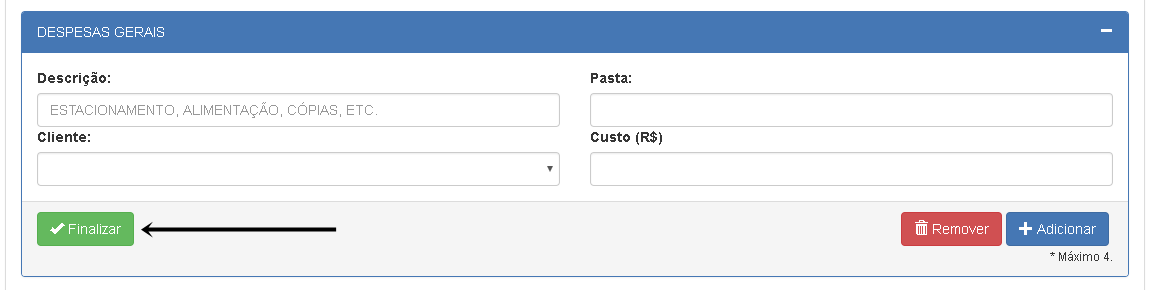 DESPESAS GERAIS
Descrição: Pasta:
ESTACIONAMENTO, ALIMENTAÇÃO, CÓPIAS, ETC.
Cliente: Custo (R$)
Finalizar Remover Adicionar
* Máximo 4.